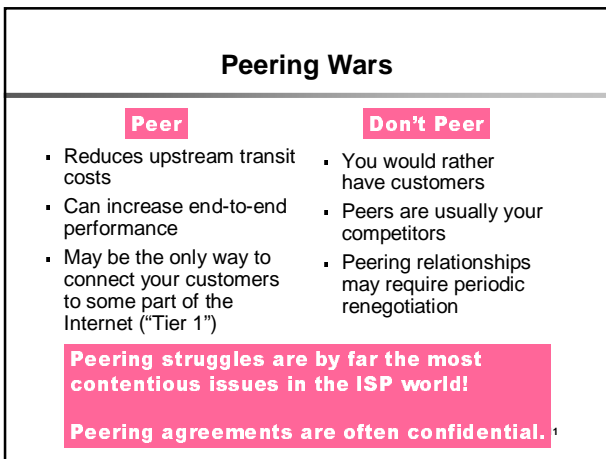 Peering Wars
Peer
▪ Reduces upstream transit
costs
▪ Can increase end-to-end
performance
▪ May be the only way to
connect your customers
to some part of the
Internet (“Tier 1”)
Don’t Peer
▪ You would rather
have customers
▪ Peers are usually your
competitors
▪ Peering relationships
may require periodic
renegotiation
Peering struggles are by far the most
contentious issues in the ISP world!
Peering agreements are often confidential.
1